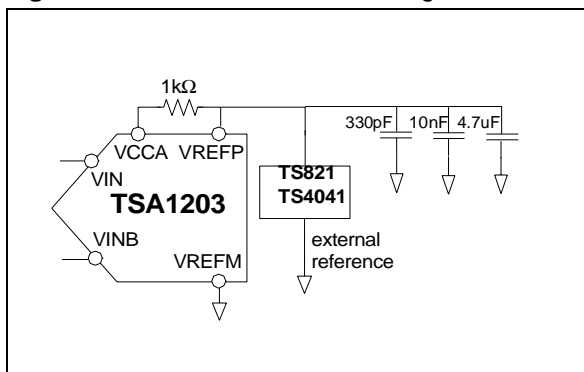 1kΩ
330pF 10nF 4.7uF
VCCA VREFP
TS821
TS4041
VIN
TSA1203
VINB
external
reference
VREFM